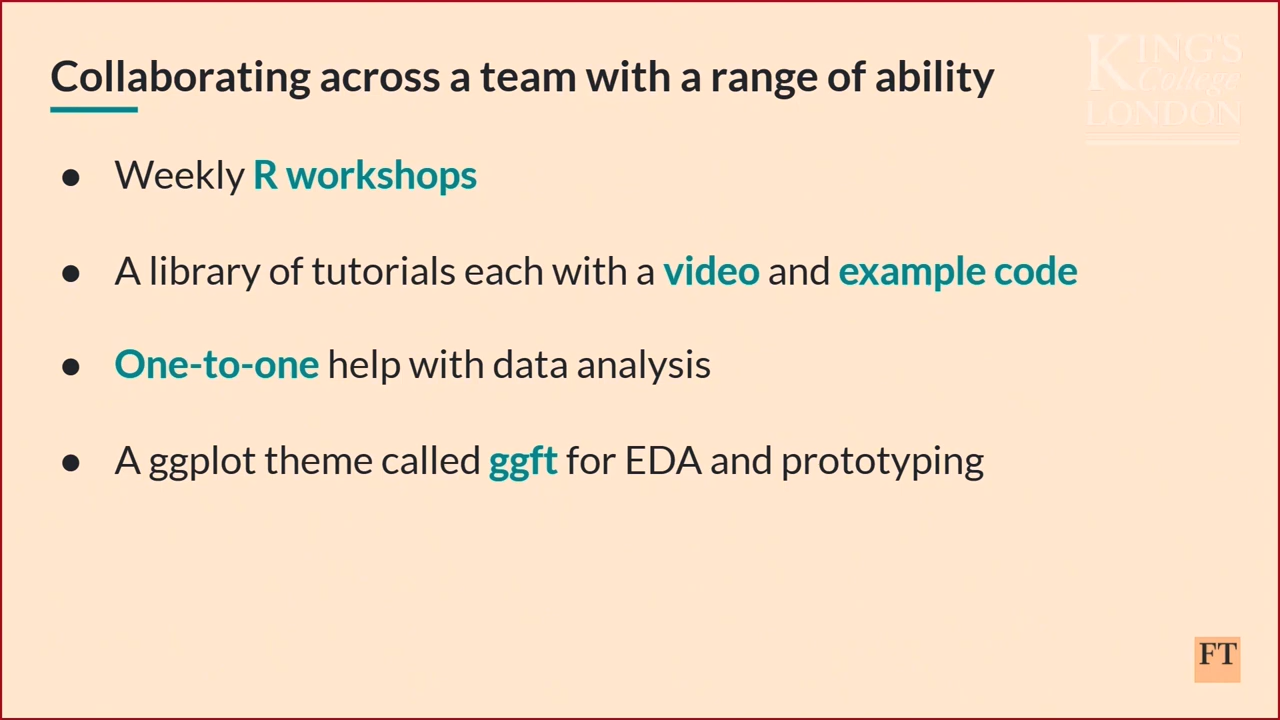 Collaborating across a team with a range of ability
KING'S
College
LONDON
● Weekly R workshops
● A library of tutorials each with a video and example code
● One-to-one help with data analysis
● A ggplot theme called ggft for EDA and prototyping
FT